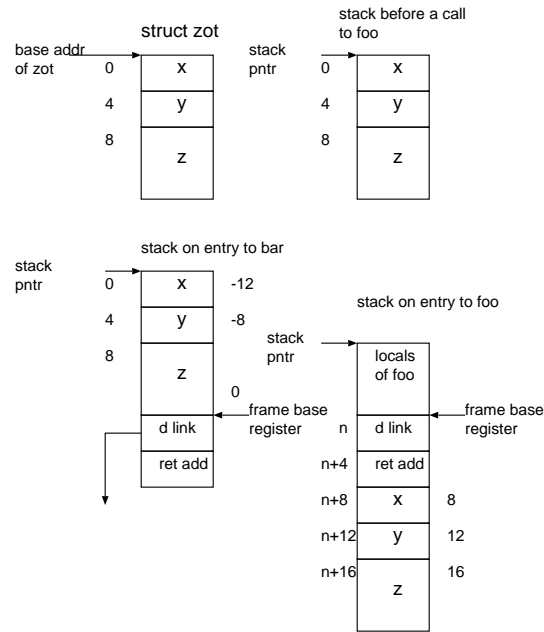 struct zot
base addr
of zot
0
x
4
y
8
z
stack before a call
to foo
stack
pntr
0
x
4
y
8
z
stack on entry to bar
stack
pntr
0
x
-12
4
y
-8
8
z
0
frame base
register
d link
ret add
stack on entry to foo
stack
pntr
locals
of foo
frame base
register
n
d link
n+4
ret add
n+8
x
8
n+12
y
12
n+16
z
16